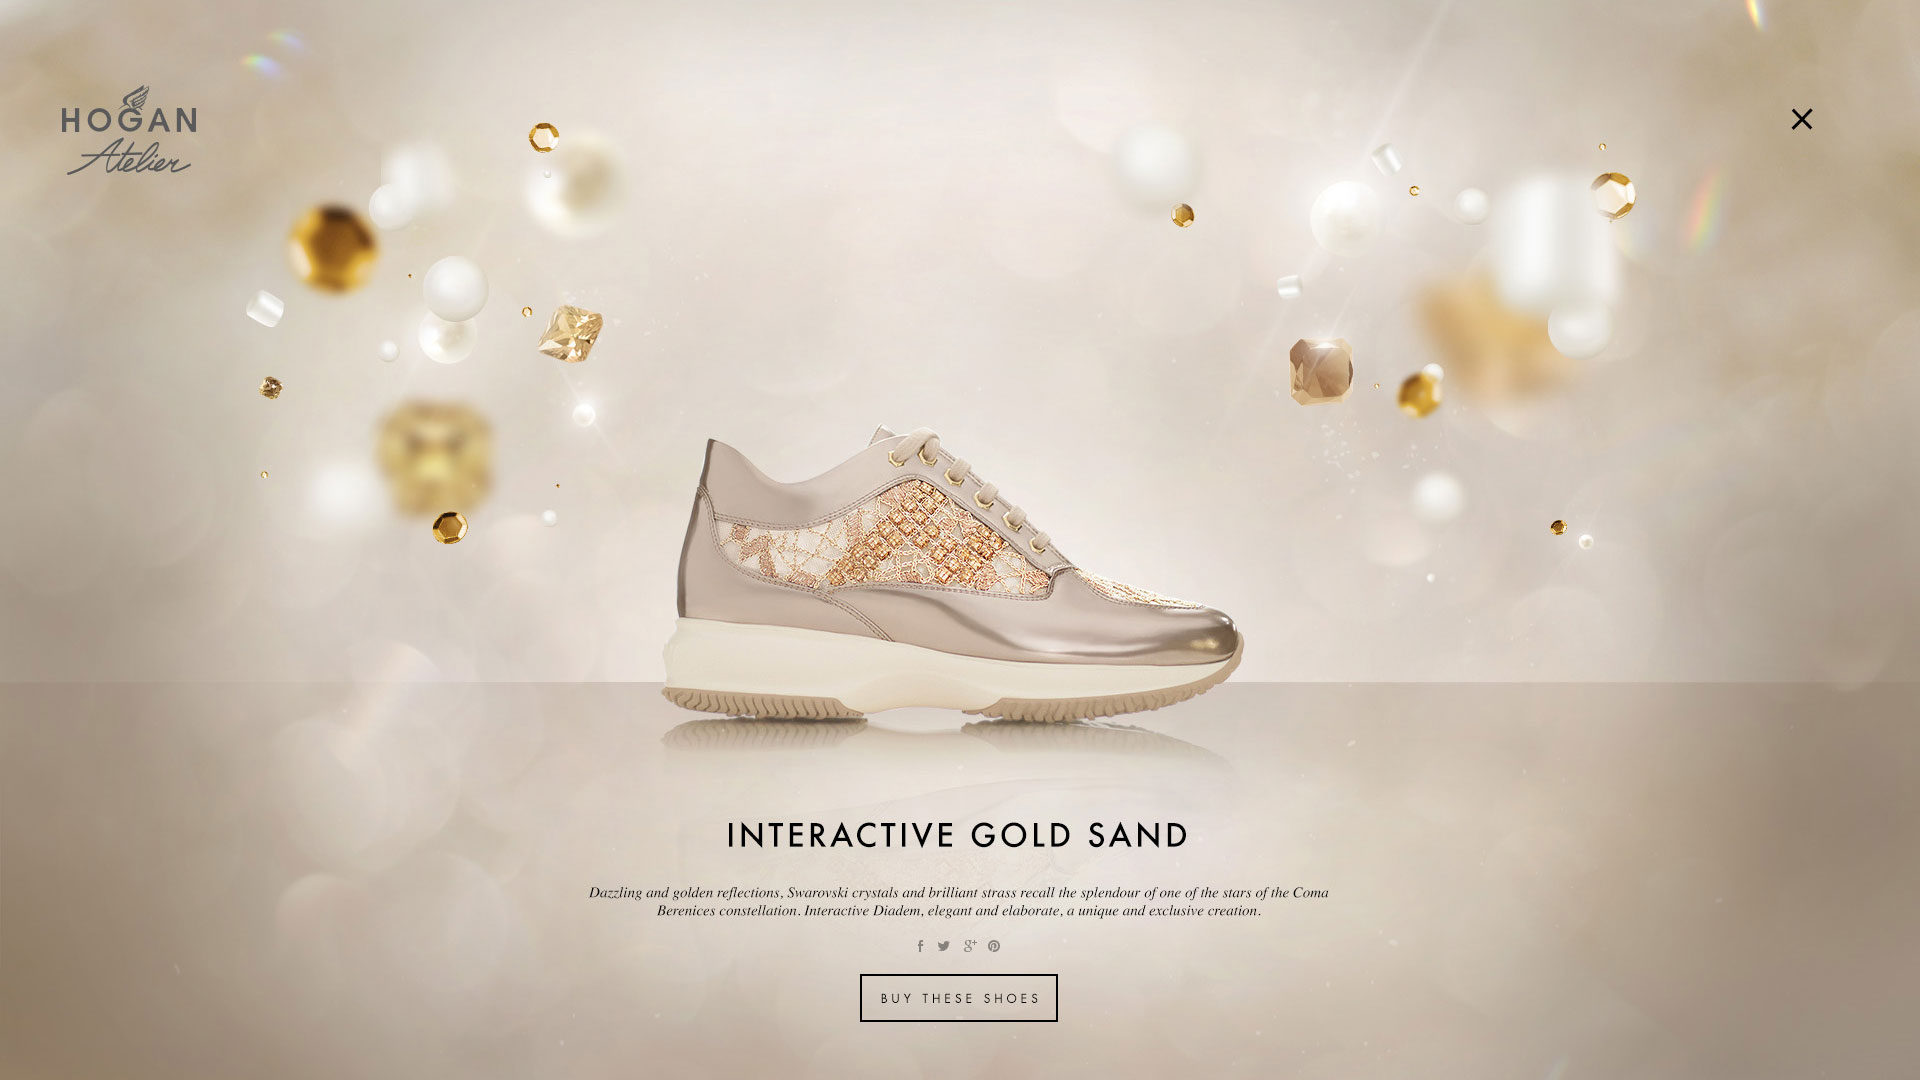 HOGAN
Atelier
INTERACTIVE GOLD SAND
Dazzling and golden reflections, Swarovski crystals and brilliant strass recall the splendour of one of the stars of the Coma
Berenices constellation. Interactive Diadem, elegant and elaborate, a unique and exclusive creation.
BUY THESE SHOES